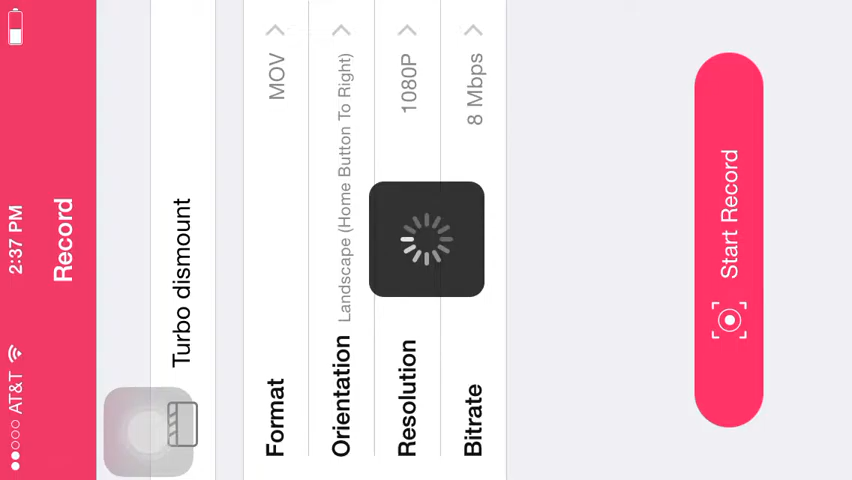 AT&T 2:37 PM
Record
Turbo dismount
Format MOV
Orientation Landscape (Home Button To Right)
Resolution 1080P
Bitrate 8 Mbps
Start Record